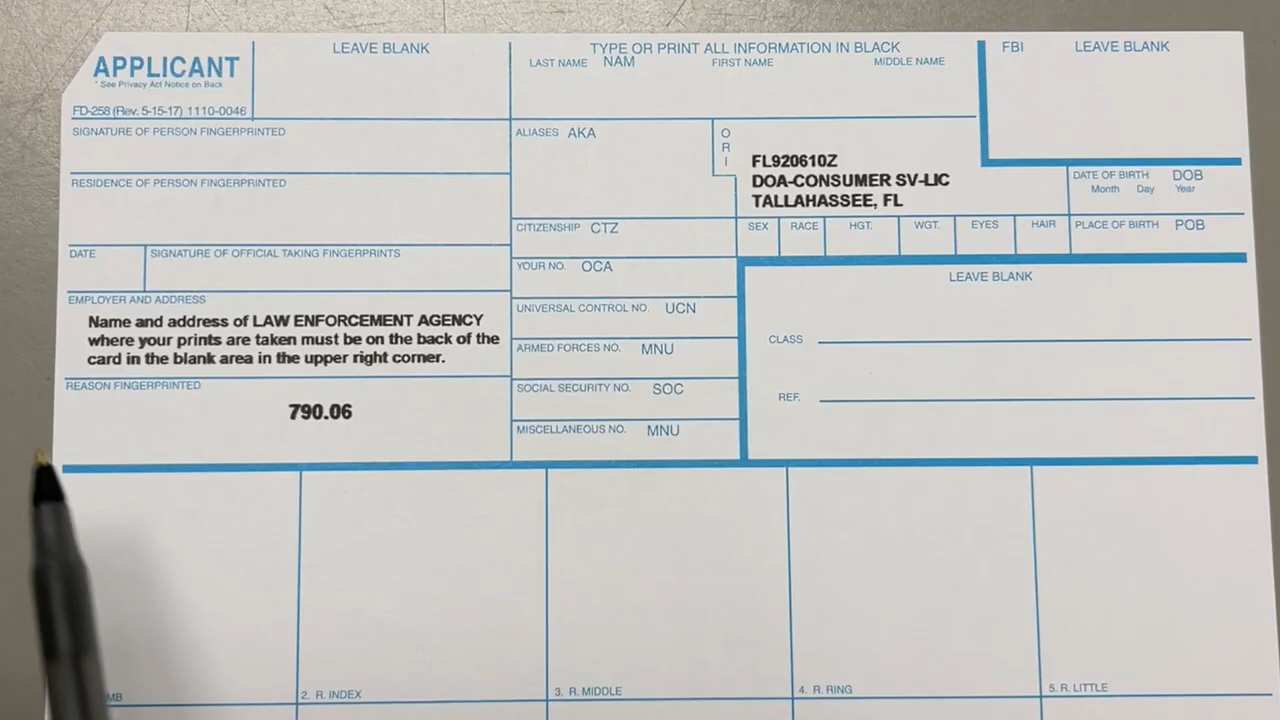 APPLICANT
* See Privacy Act Notice on Back
FD-258 (Rev. 5-15-17) 1110-0046
LEAVE BLANK
TYPE OR PRINT ALL INFORMATION IN BLACK
LAST NAME NAM FIRST NAME MIDDLE NAME
FBI LEAVE BLANK
SIGNATURE OF PERSON FINGERPRINTED
RESIDENCE OF PERSON FINGERPRINTED
DATE SIGNATURE OF OFFICIAL TAKING FINGERPRINTS
EMPLOYER AND ADDRESS
Name and address of LAW ENFORCEMENT AGENCY
where your prints are taken must be on the back of the
card in the blank area in the upper right corner.
REASON FINGERPRINTED
790.06
ALIASES AKA
CITIZENSHIP CTZ
YOUR NO. OCA
UNIVERSAL CONTROL NO. UCN
ARMED FORCES NO. MNU
SOCIAL SECURITY NO. SOC
MISCELLANEOUS NO. MNU
O
R
I
FL920610Z
DOA-CONSUMER SV-LIC
TALLAHASSEE, FL
DATE OF BIRTH DOB
Month Day Year
SEX RACE HGT. WGT. EYES HAIR PLACE OF BIRTH POB
LEAVE BLANK
CLASS
REF.
MB 2. R. INDEX 3. R. MIDDLE 4. R. RING 5. R. LITTLE